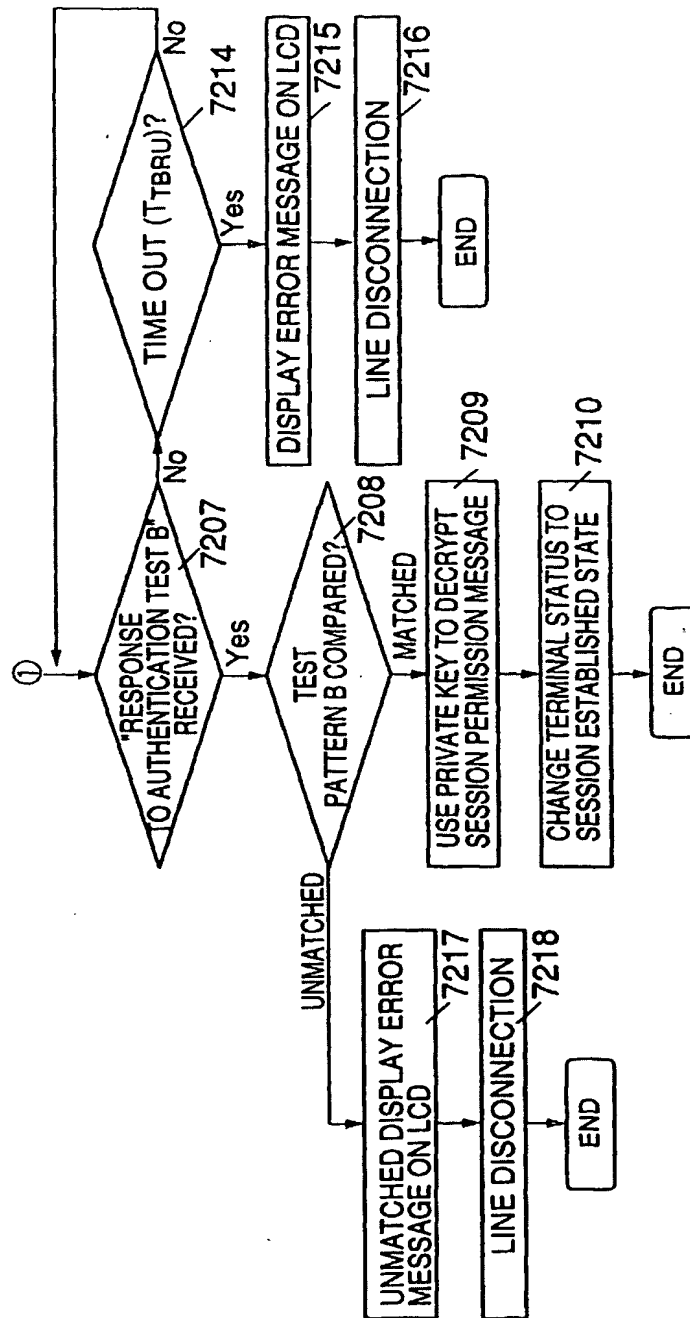 ①
"RESPONSE
TO AUTHENTICATION TEST B"
RECEIVED?
7207
No
Yes
TIME OUT (TTBRU)?
7214
No
Yes
DISPLAY ERROR MESSAGE ON LCD
7215
LINE DISCONNECTION
7216
END
TEST
PATTERN B COMPARED?
7208
MATCHED
UNMATCHED
USE PRIVATE KEY TO DECRYPT
SESSION PERMISSION MESSAGE
7209
CHANGE TERMINAL STATUS TO
SESSION ESTABLISHED STATE
7210
END
UNMATCHED DISPLAY ERROR
MESSAGE ON LCD
7217
LINE DISCONNECTION
7218
END